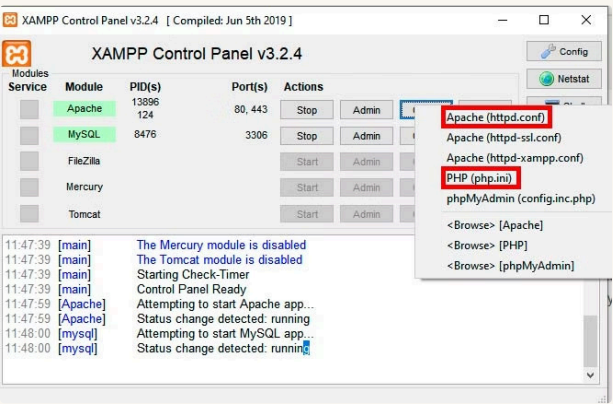 XAMPP Control Panel v3.2.4 [ Compiled: Jun 5th 2019 ]
XAMPP Control Panel v3.2.4
Config
Netstat
Modules
Service Module PID(s) Port(s) Actions
Apache 13896 124 80, 443 Stop Admin
MySQL 8476 3306 Stop Admin
FileZilla Start Admin
Mercury Start Admin
Tomcat Start Admin
Apache (httpd.conf)
Apache (httpd-ssl.conf)
Apache (httpd-xampp.conf)
PHP (php.ini)
phpMyAdmin (config.inc.php)
<Browse> [Apache]
<Browse> [PHP]
<Browse> [phpMyAdmin]
11:47:39 [main] The Mercury module is disabled
11:47:39 [main] The Tomcat module is disabled
11:47:39 [main] Starting Check-Timer
11:47:39 [main] Control Panel Ready
11:47:59 [Apache] Attempting to start Apache app...
11:47:59 [Apache] Status change detected: running
11:48:00 [mysql] Attempting to start MySQL app...
11:48:00 [mysql] Status change detected: running